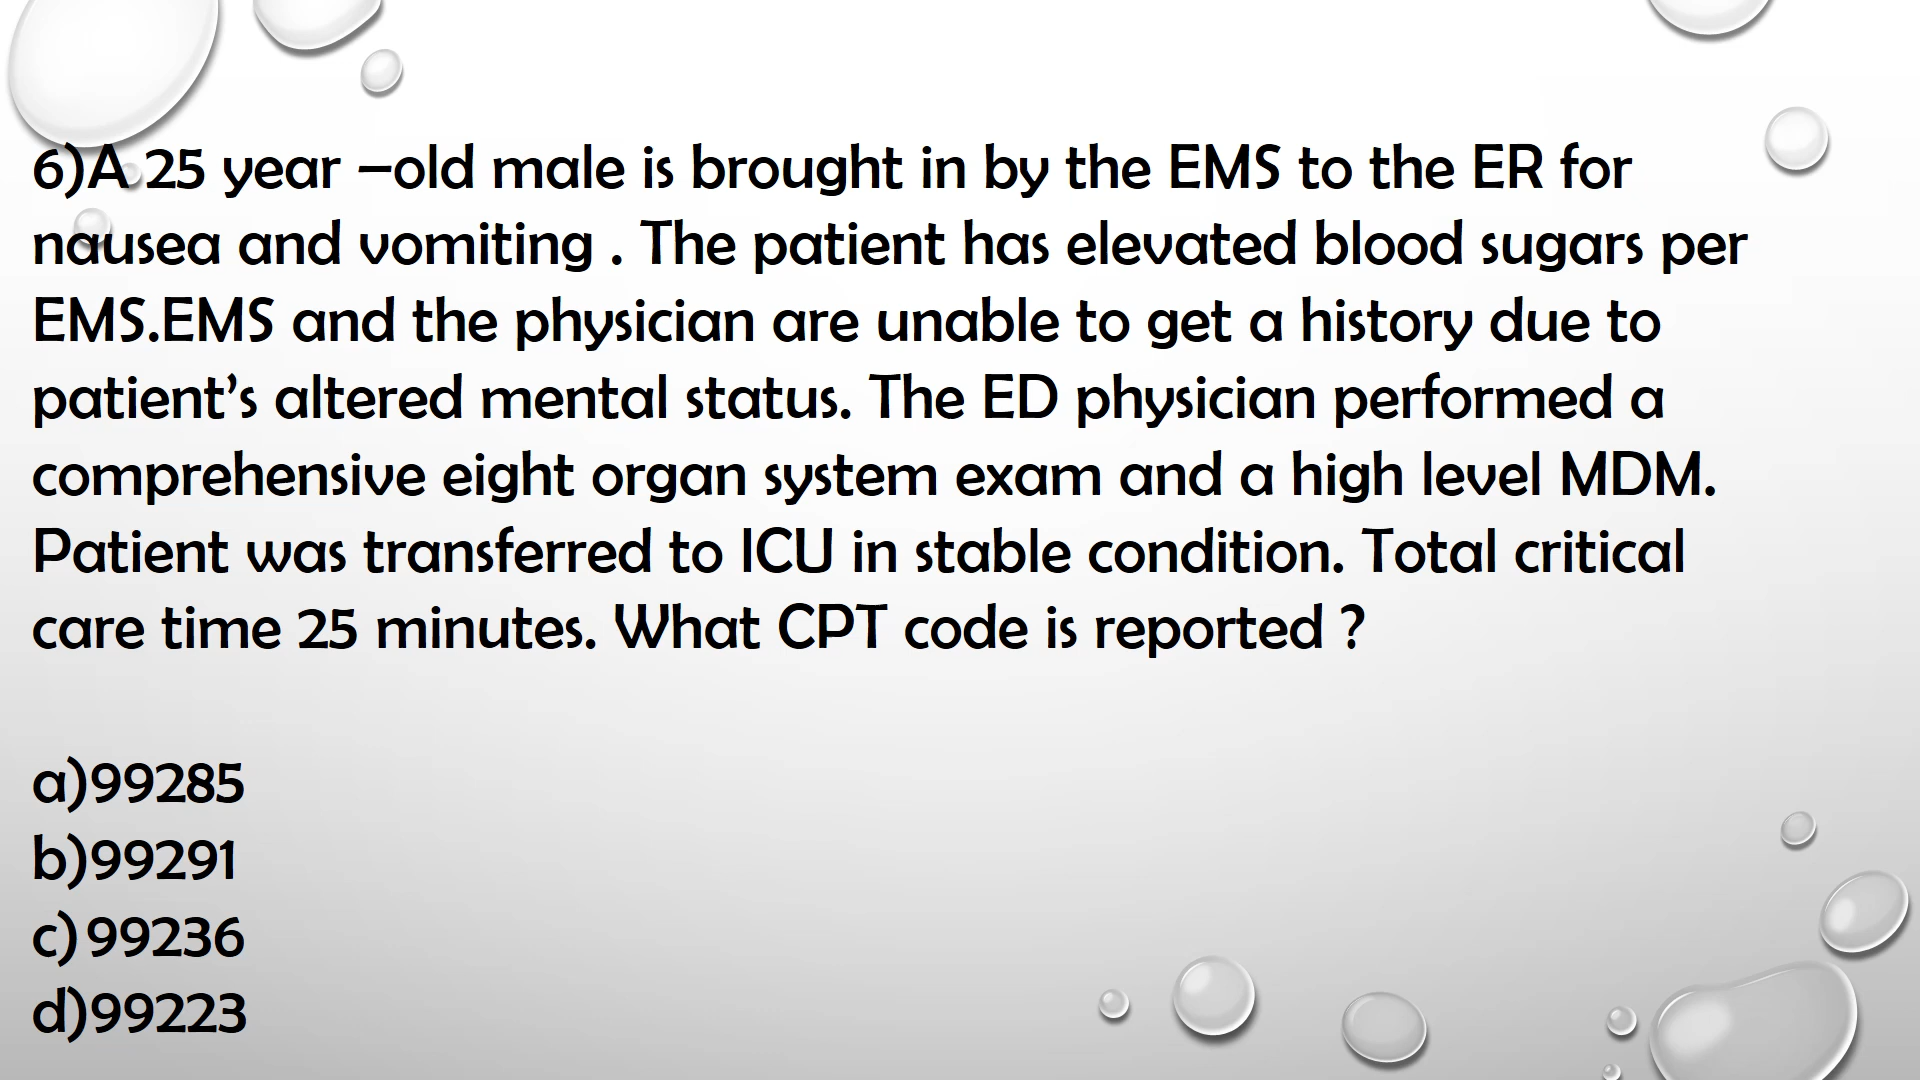 6)A 25 year –old male is brought in by the EMS to the ER for
nausea and vomiting . The patient has elevated blood sugars per
EMS.EMS and the physician are unable to get a history due to
patient’s altered mental status. The ED physician performed a
comprehensive eight organ system exam and a high level MDM.
Patient was transferred to ICU in stable condition. Total critical
care time 25 minutes. What CPT code is reported ?
a)99285
b)99291
c) 99236
d)99223